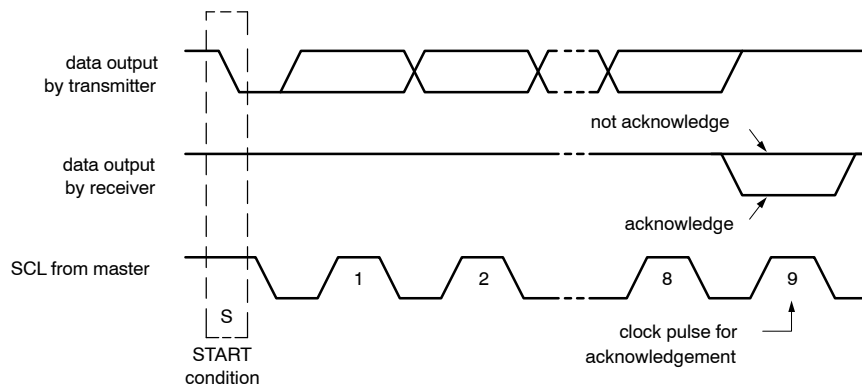 data output
by transmitter
not acknowledge
data output
by receiver
acknowledge
SCL from master
1
2
8
9
S
START
condition
clock pulse for
acknowledgement